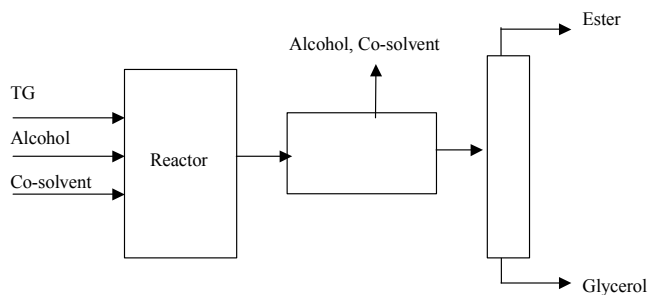 Ester
Alcohol, Co-solvent
TG
Alcohol
Reactor
Co-solvent
Glycerol